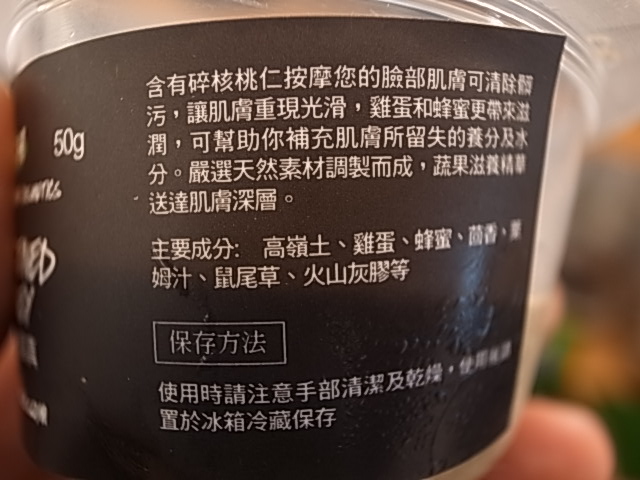 含有碎核桃仁按摩您的臉部肌膚可清除髒
污，讓肌膚重現光滑，雞蛋和蜂蜜更帶來滋
潤，可幫助你補充肌膚所留失的養分及水
分。嚴選天然素材調製而成，蔬果滋養精華
送達肌膚深層。
50g
主要成分: 高嶺土、雞蛋、蜂蜜、茴香、萊
姆汁、鼠尾草、火山灰膠等
保存方法
使用時請注意手部清潔及乾燥，使用後請
置於冰箱冷藏保存